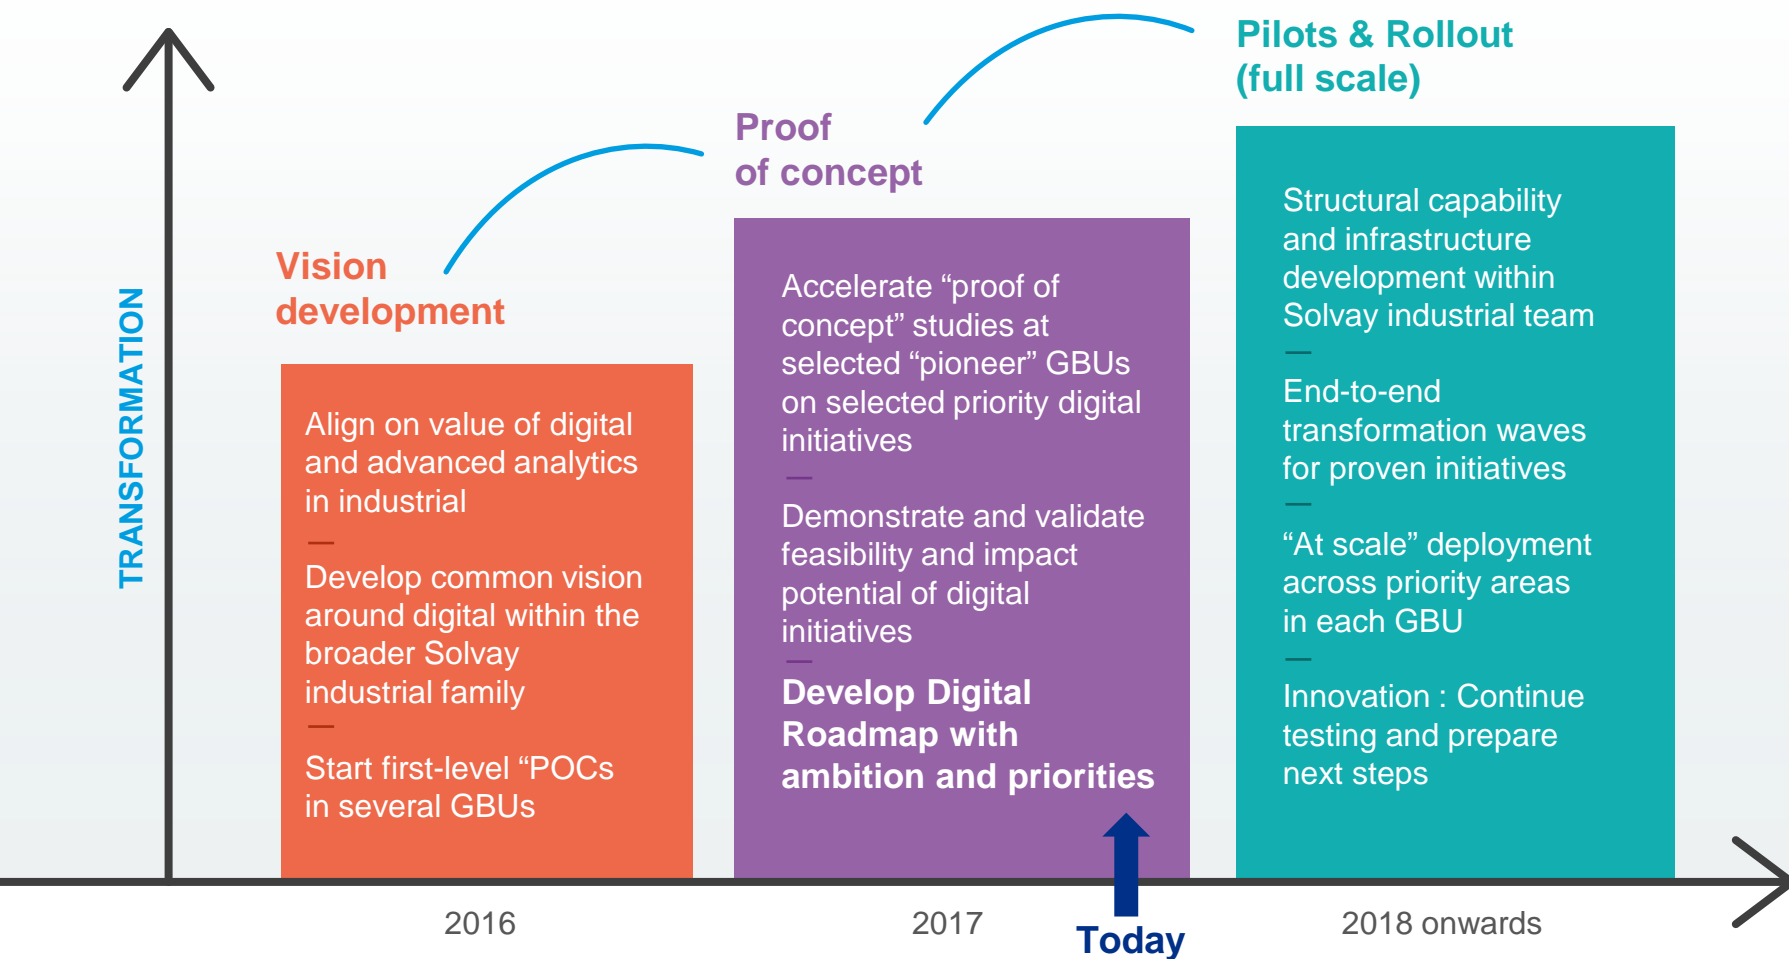 TRANSFORMATION
Vision
development
Align on value of digital
and advanced analytics
in industrial
—
Develop common vision
around digital within the
broader Solvay
industrial family
—
Start first-level “POCs
in several GBUs
2016
Proof
of concept
Accelerate “proof of
concept” studies at
selected “pioneer” GBUs
on selected priority digital
initiatives
—
Demonstrate and validate
feasibility and impact
potential of digital
initiatives
—
Develop Digital
Roadmap with
ambition and priorities
2017
Today
Pilots & Rollout
(full scale)
Structural capability
and infrastructure
development within
Solvay industrial team
—
End-to-end
transformation waves
for proven initiatives
—
“At scale” deployment
across priority areas
in each GBU
—
Innovation : Continue
testing and prepare
next steps
2018 onwards